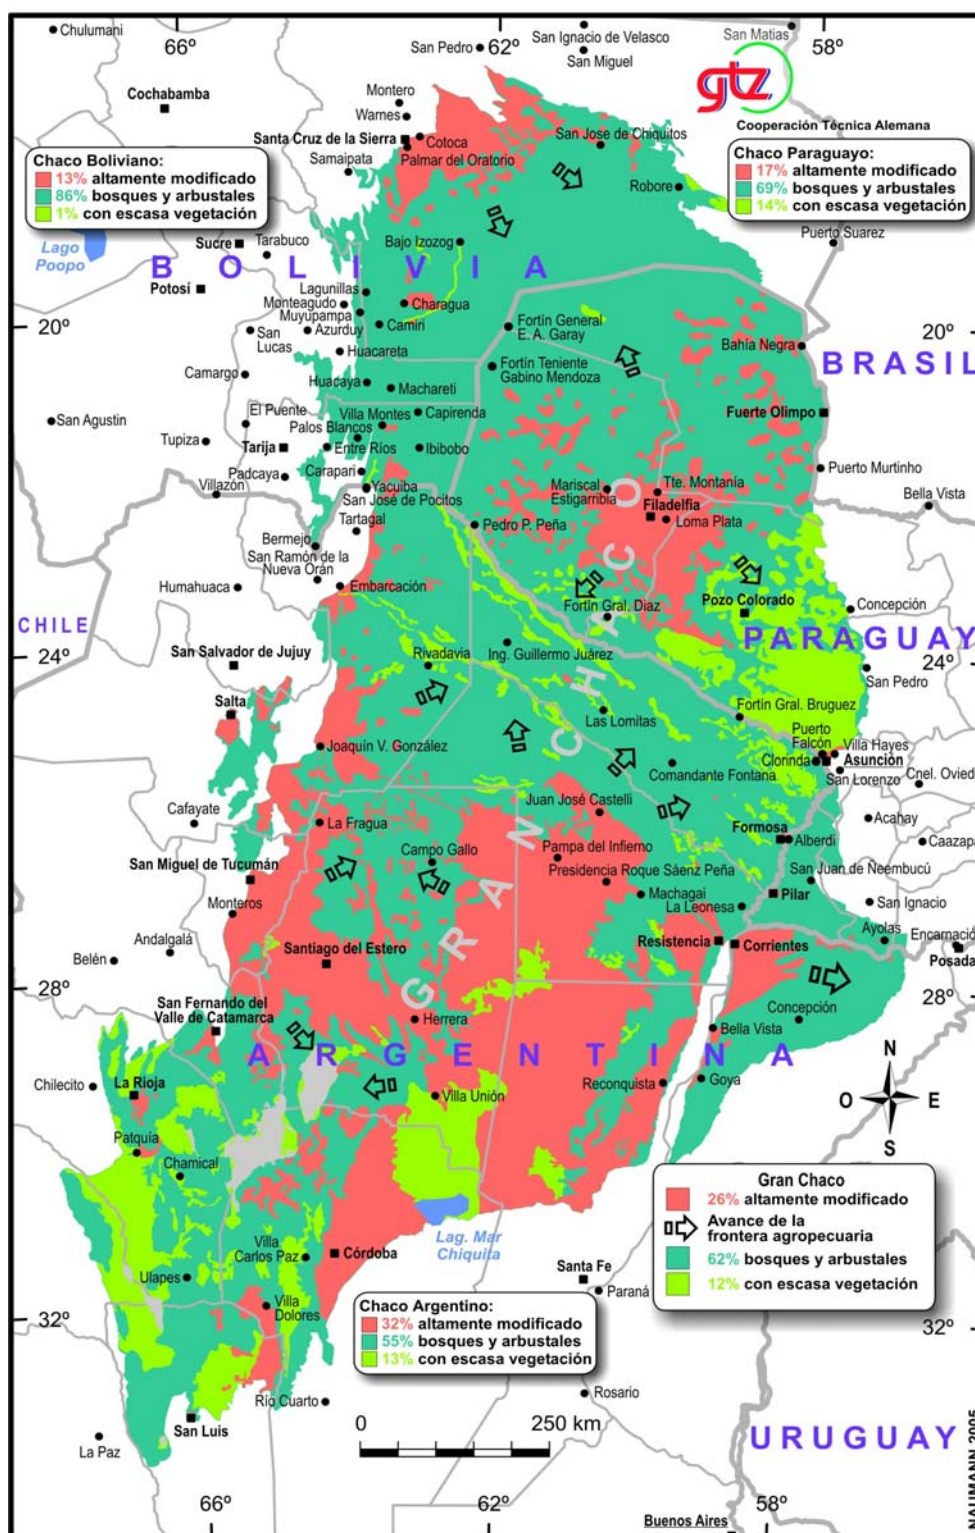 Chulumani
66º
San Pedro
62º
San Ignacio de Velasco
San Miguel
San Matias
58º
gtz
Cooperación Técnica Alemana
Cochabamba
Montero
Warnes
Santa Cruz de la Sierra
Cotoca
Palmar del Oratorio
San Jose de Chiquitos
Samaipata
Robore
Chaco Boliviano:
13% altamente modificado
86% bosques y arbustales
1% con escasa vegetación
Chaco Paraguayo:
17% altamente modificado
69% bosques y arbustales
14% con escasa vegetación
Puerto Suarez
Lago
Poopo
Sucre
Tarabuco
Bajo Izozog
BOLIVIA
Potosí
Lagunillas
Monteagudo
Muyupampa
Charagua
20º
San
Lucas
Azurduy
Camiri
Fortín General
E. A. Garay
20º
Huacareta
Bahía Negra
BRASIL
Camargo
Huacaya
Machareti
Fortín Teniente
Gabino Mendoza
San Agustin
El Puente
Villa Montes
Capirenda
Palos Blancos
Fuerte Olimpo
Tupiza
Tarija
Entre Ríos
Ibibobo
Padcaya
Carapari
Puerto Murtinho
Villazón
Yacuiba
San José de Pocitos
Mariscal
Estigarribia
Tte. Montanía
Filadelfia
Loma Plata
Bella Vista
Tartagal
Pedro P. Peña
Bermejo
San Ramón de la
Nueva Orán
Humahuaca
Embarcación
Fortín Gral. Diaz
Pozo Colorado
Concepción
CHILE
PARAGUAY
San Salvador de Jujuy
24º
Rivadavia
Ing. Guillermo Juárez
24º
San Pedro
Salta
Las Lomitas
Fortín Gral. Bruguez
Joaquín V. González
Puerto
Falcón
Villa Hayes
Clorinda
Asunción
San Lorenzo
Comandante Fontana
Cnel. Ovied
Cafayate
La Fragua
Juan José Castelli
Acahay
Formosa
Alberdi
Caazapa
San Miguel de Tucumán
Campo Gallo
Pampa del Infierno
Presidencia Roque Sáenz Peña
San Juan de Ñeembucú
Monteros
Machagai
Pilar
La Leonesa
San Ignacio
GRAN CHACO
Andalgalá
Belén
Santiago del Estero
Resistencia
Corrientes
Ayolas
Encarnació
Posada
28º
San Fernando del
Valle de Catamarca
Herrera
Concepción
28º
Bella Vista
ARGENTINA
Chilecito
La Rioja
Villa Unión
Reconquista
Goya
N
O
E
S
Patquía
Chamical
Gran Chaco
26% altamente modificado
Avance de la
frontera agropecuaria
62% bosques y arbustales
12% con escasa vegetación
Lag. Mar
Chiquita
Villa
Carlos Paz
Córdoba
Ulapes
Santa Fe
Paraná
32º
Villa
Dolores
32º
Chaco Argentino:
32% altamente modificado
55% bosques y arbustales
13% con escasa vegetación
Río Cuarto
Rosario
San Luis
La Paz
0
250 km
URUGUAY
NAUMANN 2005
66º
62º
58º
Buenos Aires